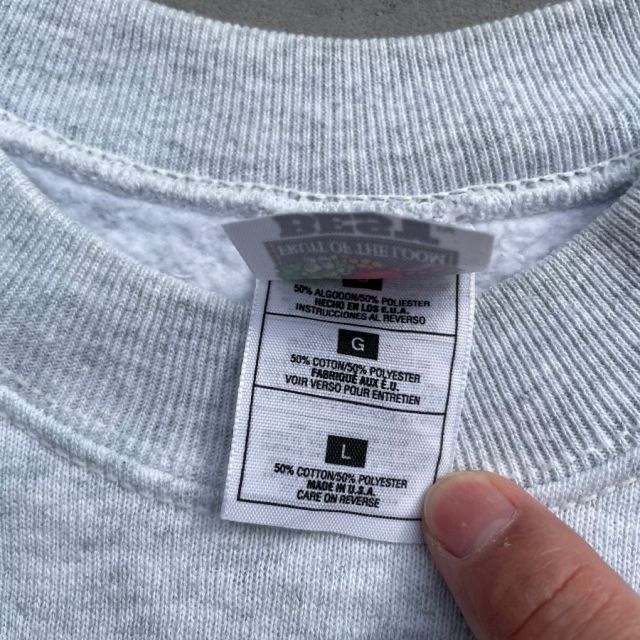 BEST
FRUIT OF THE LOOM
50% ALGODON/50% POLIESTER
HECHO EN LOS E.U.A.
INSTRUCCIONES AL REVERSO
G
50% COTON/50% POLYESTER
FABRIQUÉ AUX É.U.
VOIR VERSO POUR ENTRETIEN
L
50% COTTON/50% POLYESTER
MADE IN U.S.A.
CARE ON REVERSE